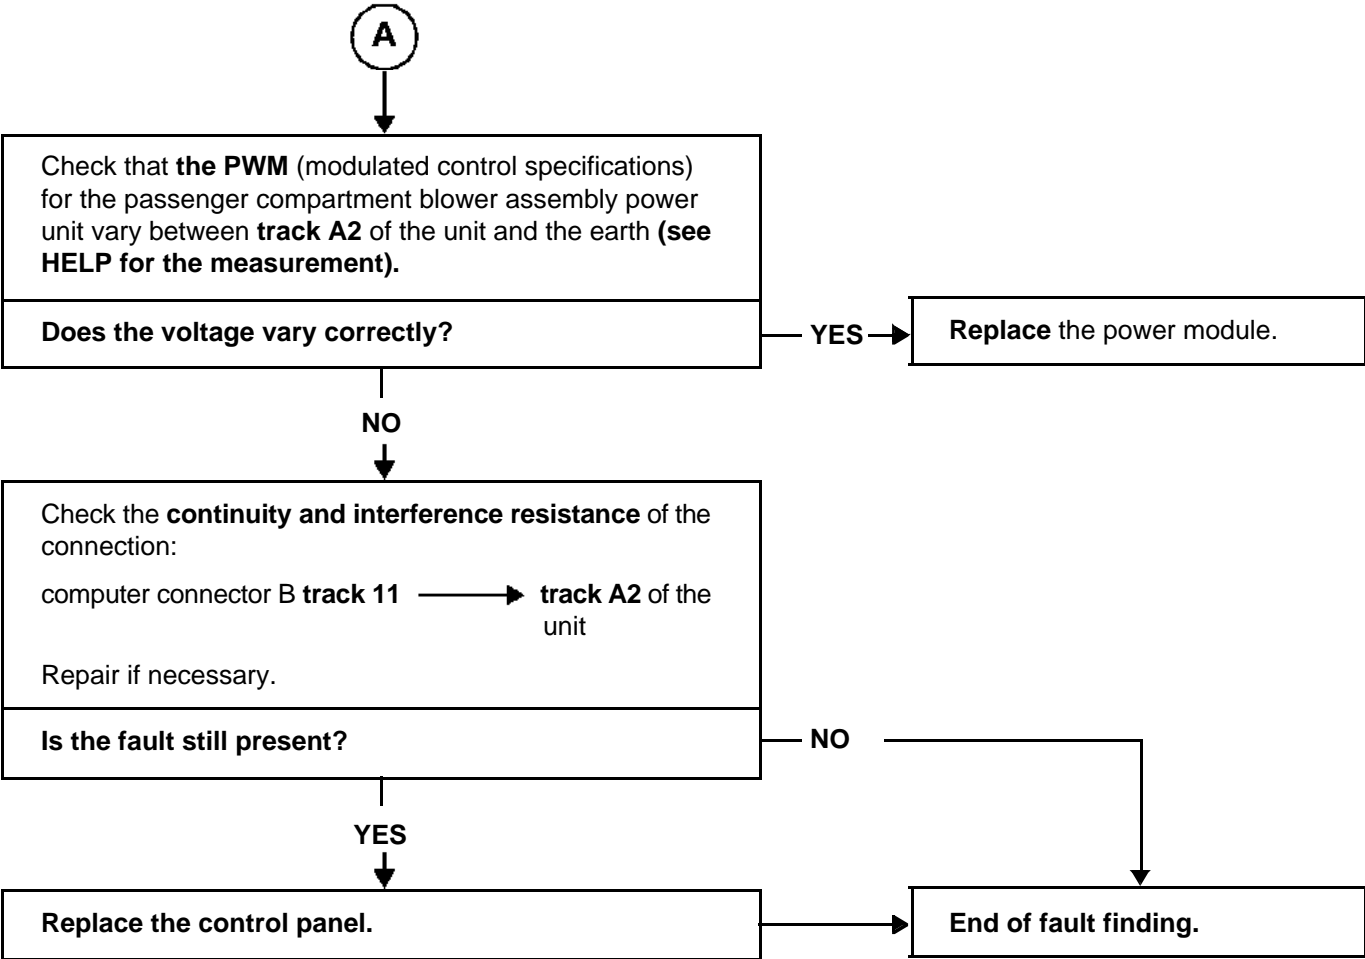 A
Check that the PWM (modulated control specifications)
for the passenger compartment blower assembly power
unit vary between track A2 of the unit and the earth (see
HELP for the measurement).
Does the voltage vary correctly?
YES
Replace the power module.
NO
Check the continuity and interference resistance of the
connection:
computer connector B track 11 track A2 of the
unit
Repair if necessary.
Is the fault still present?
NO
YES
Replace the control panel.
End of fault finding.